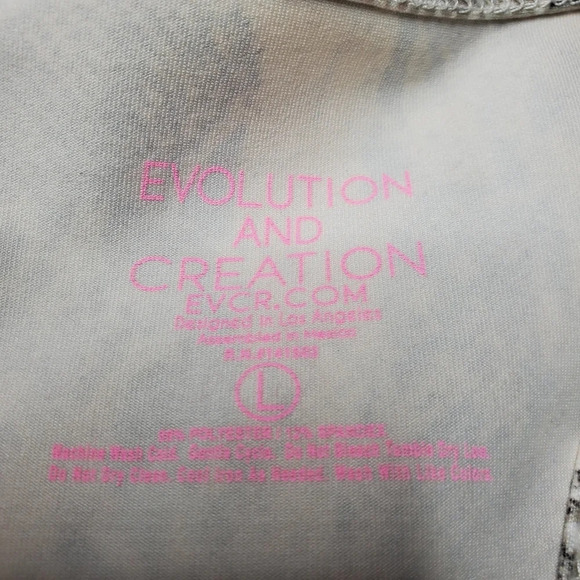 EVOLUTION
AND
CREATION
EVCR.COM
Designed in Los Angeles
Assembled in Mexico
L
Machine Wash Cold. Gentle Cycle. Do Not Bleach. Tumble Dry Low.
Do Not Dry Clean. Cool Iron As Needed. Wash With Like Colors.